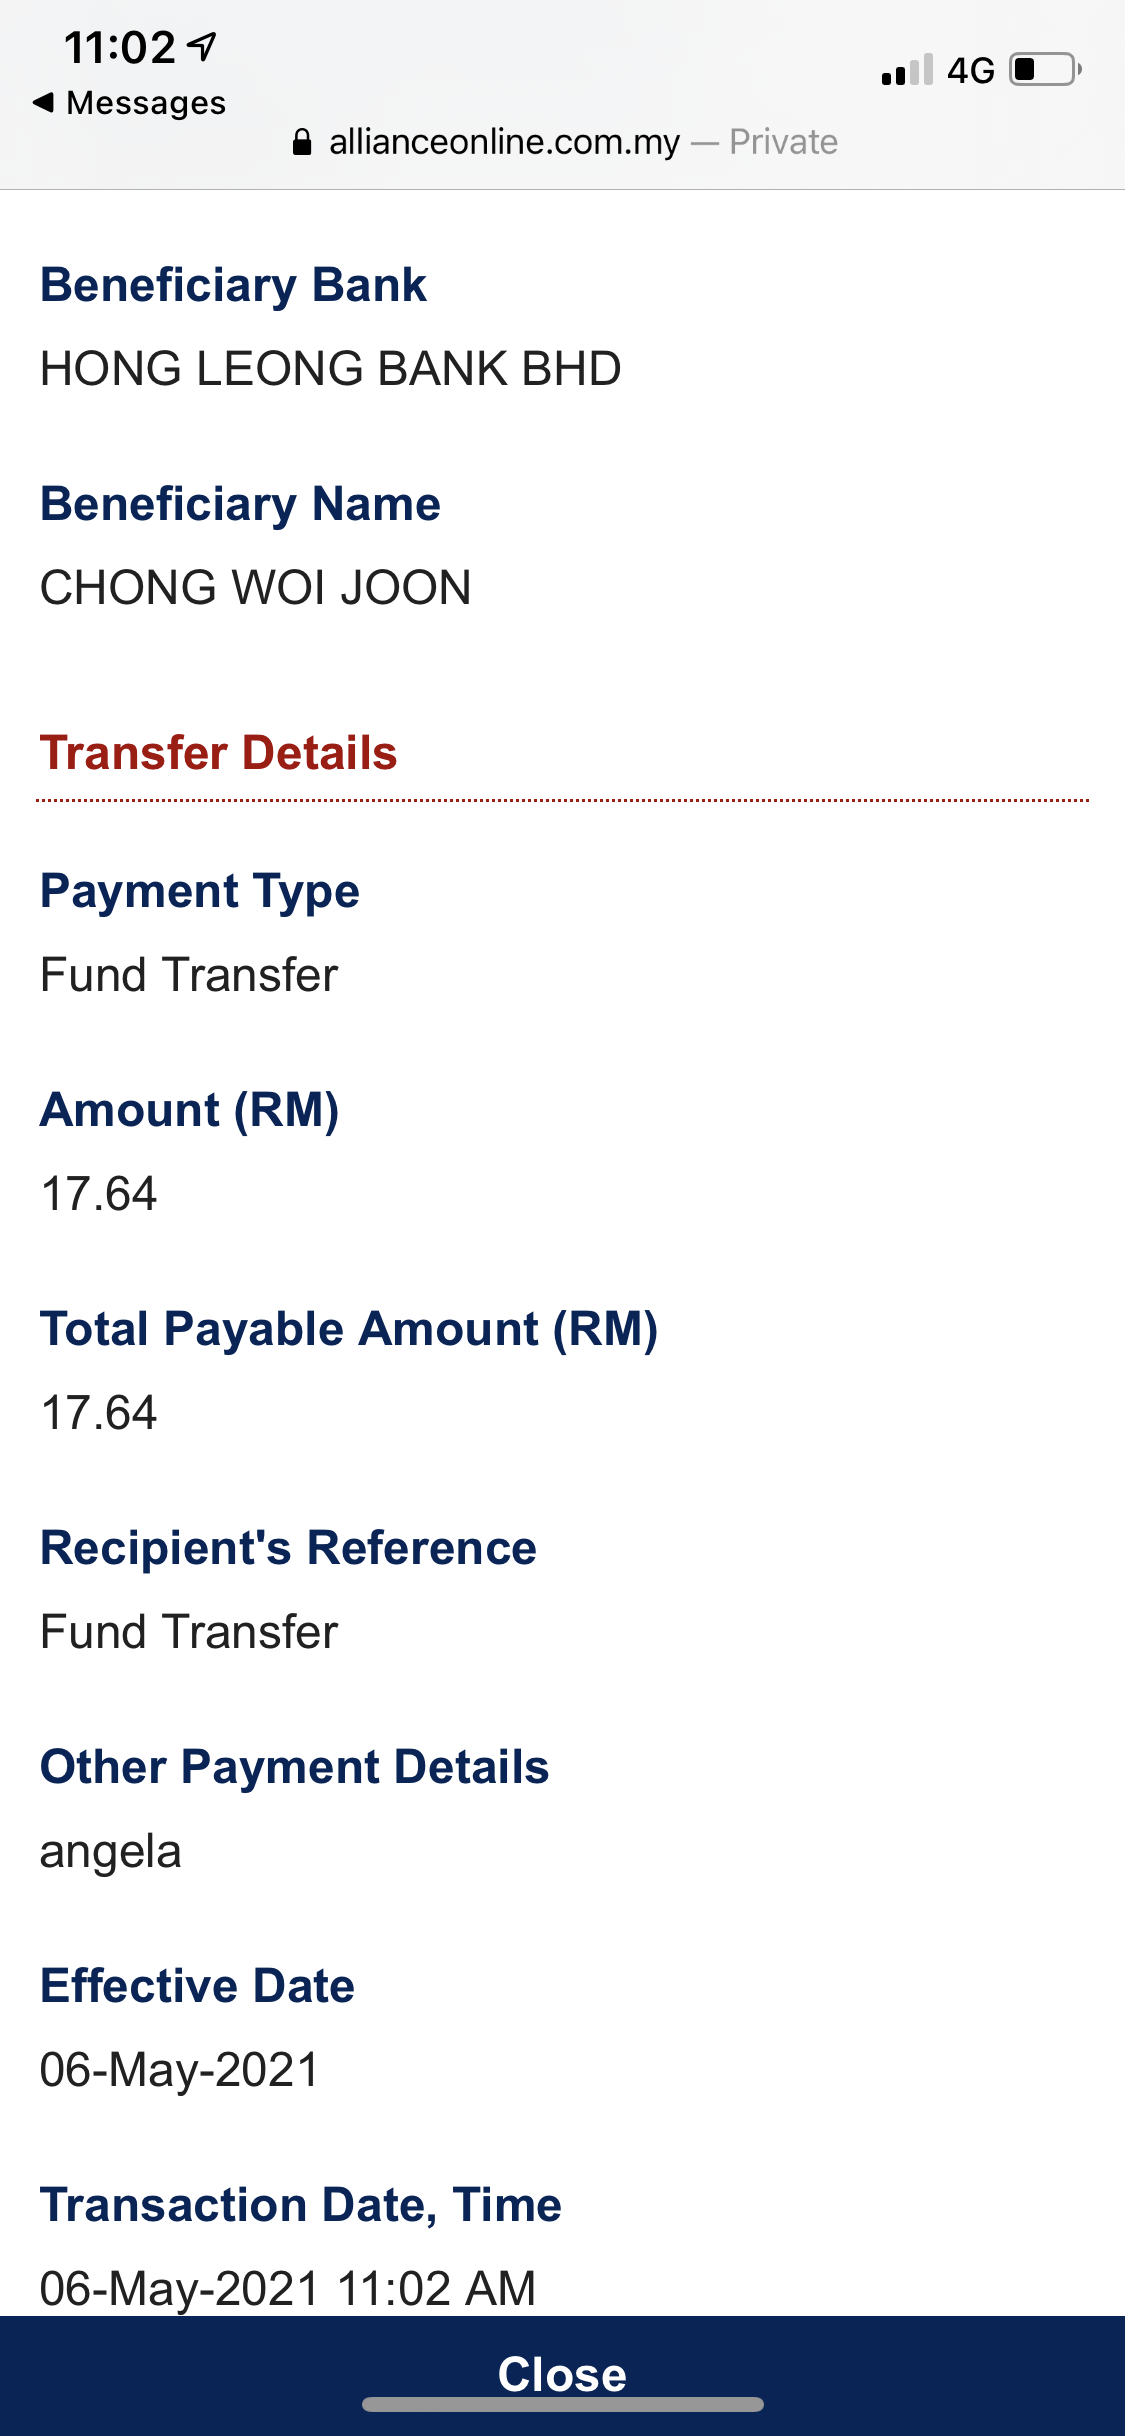 11:02
Messages
4G
allianceonline.com.my — Private
Beneficiary Bank
HONG LEONG BANK BHD
Beneficiary Name
CHONG WOI JOON
Transfer Details
Payment Type
Fund Transfer
Amount (RM)
17.64
Total Payable Amount (RM)
17.64
Recipient's Reference
Fund Transfer
Other Payment Details
angela
Effective Date
06-May-2021
Transaction Date, Time
06-May-2021 11:02 AM
Close